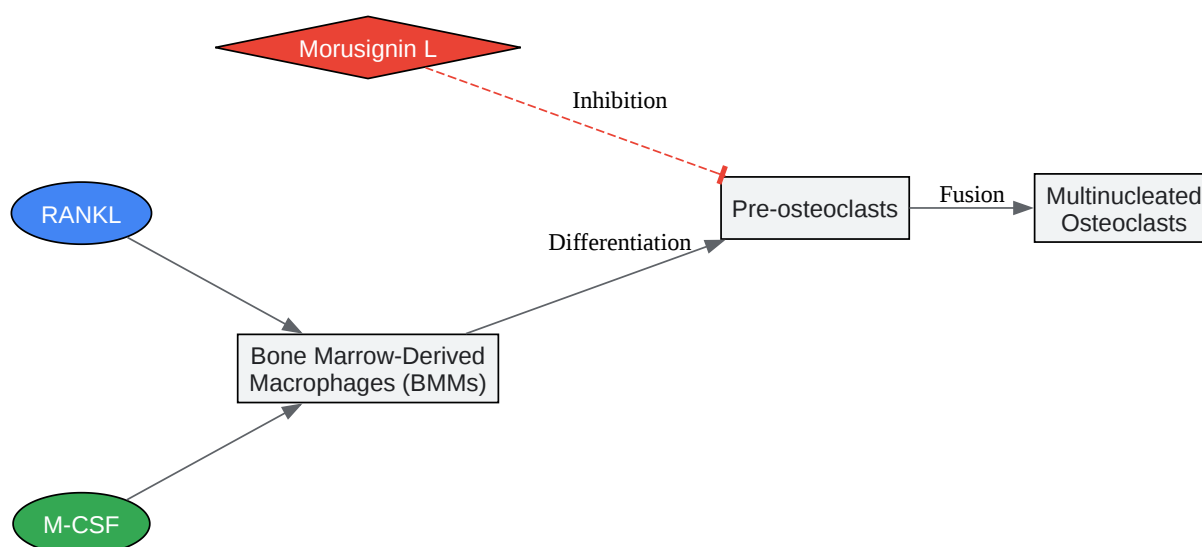 Morusignin L
Inhibition
RANKL
Pre-osteoclasts
Fusion
Multinucleated
Osteoclasts
Differentiation
Bone Marrow-Derived
Macrophages (BMMs)
M-CSF